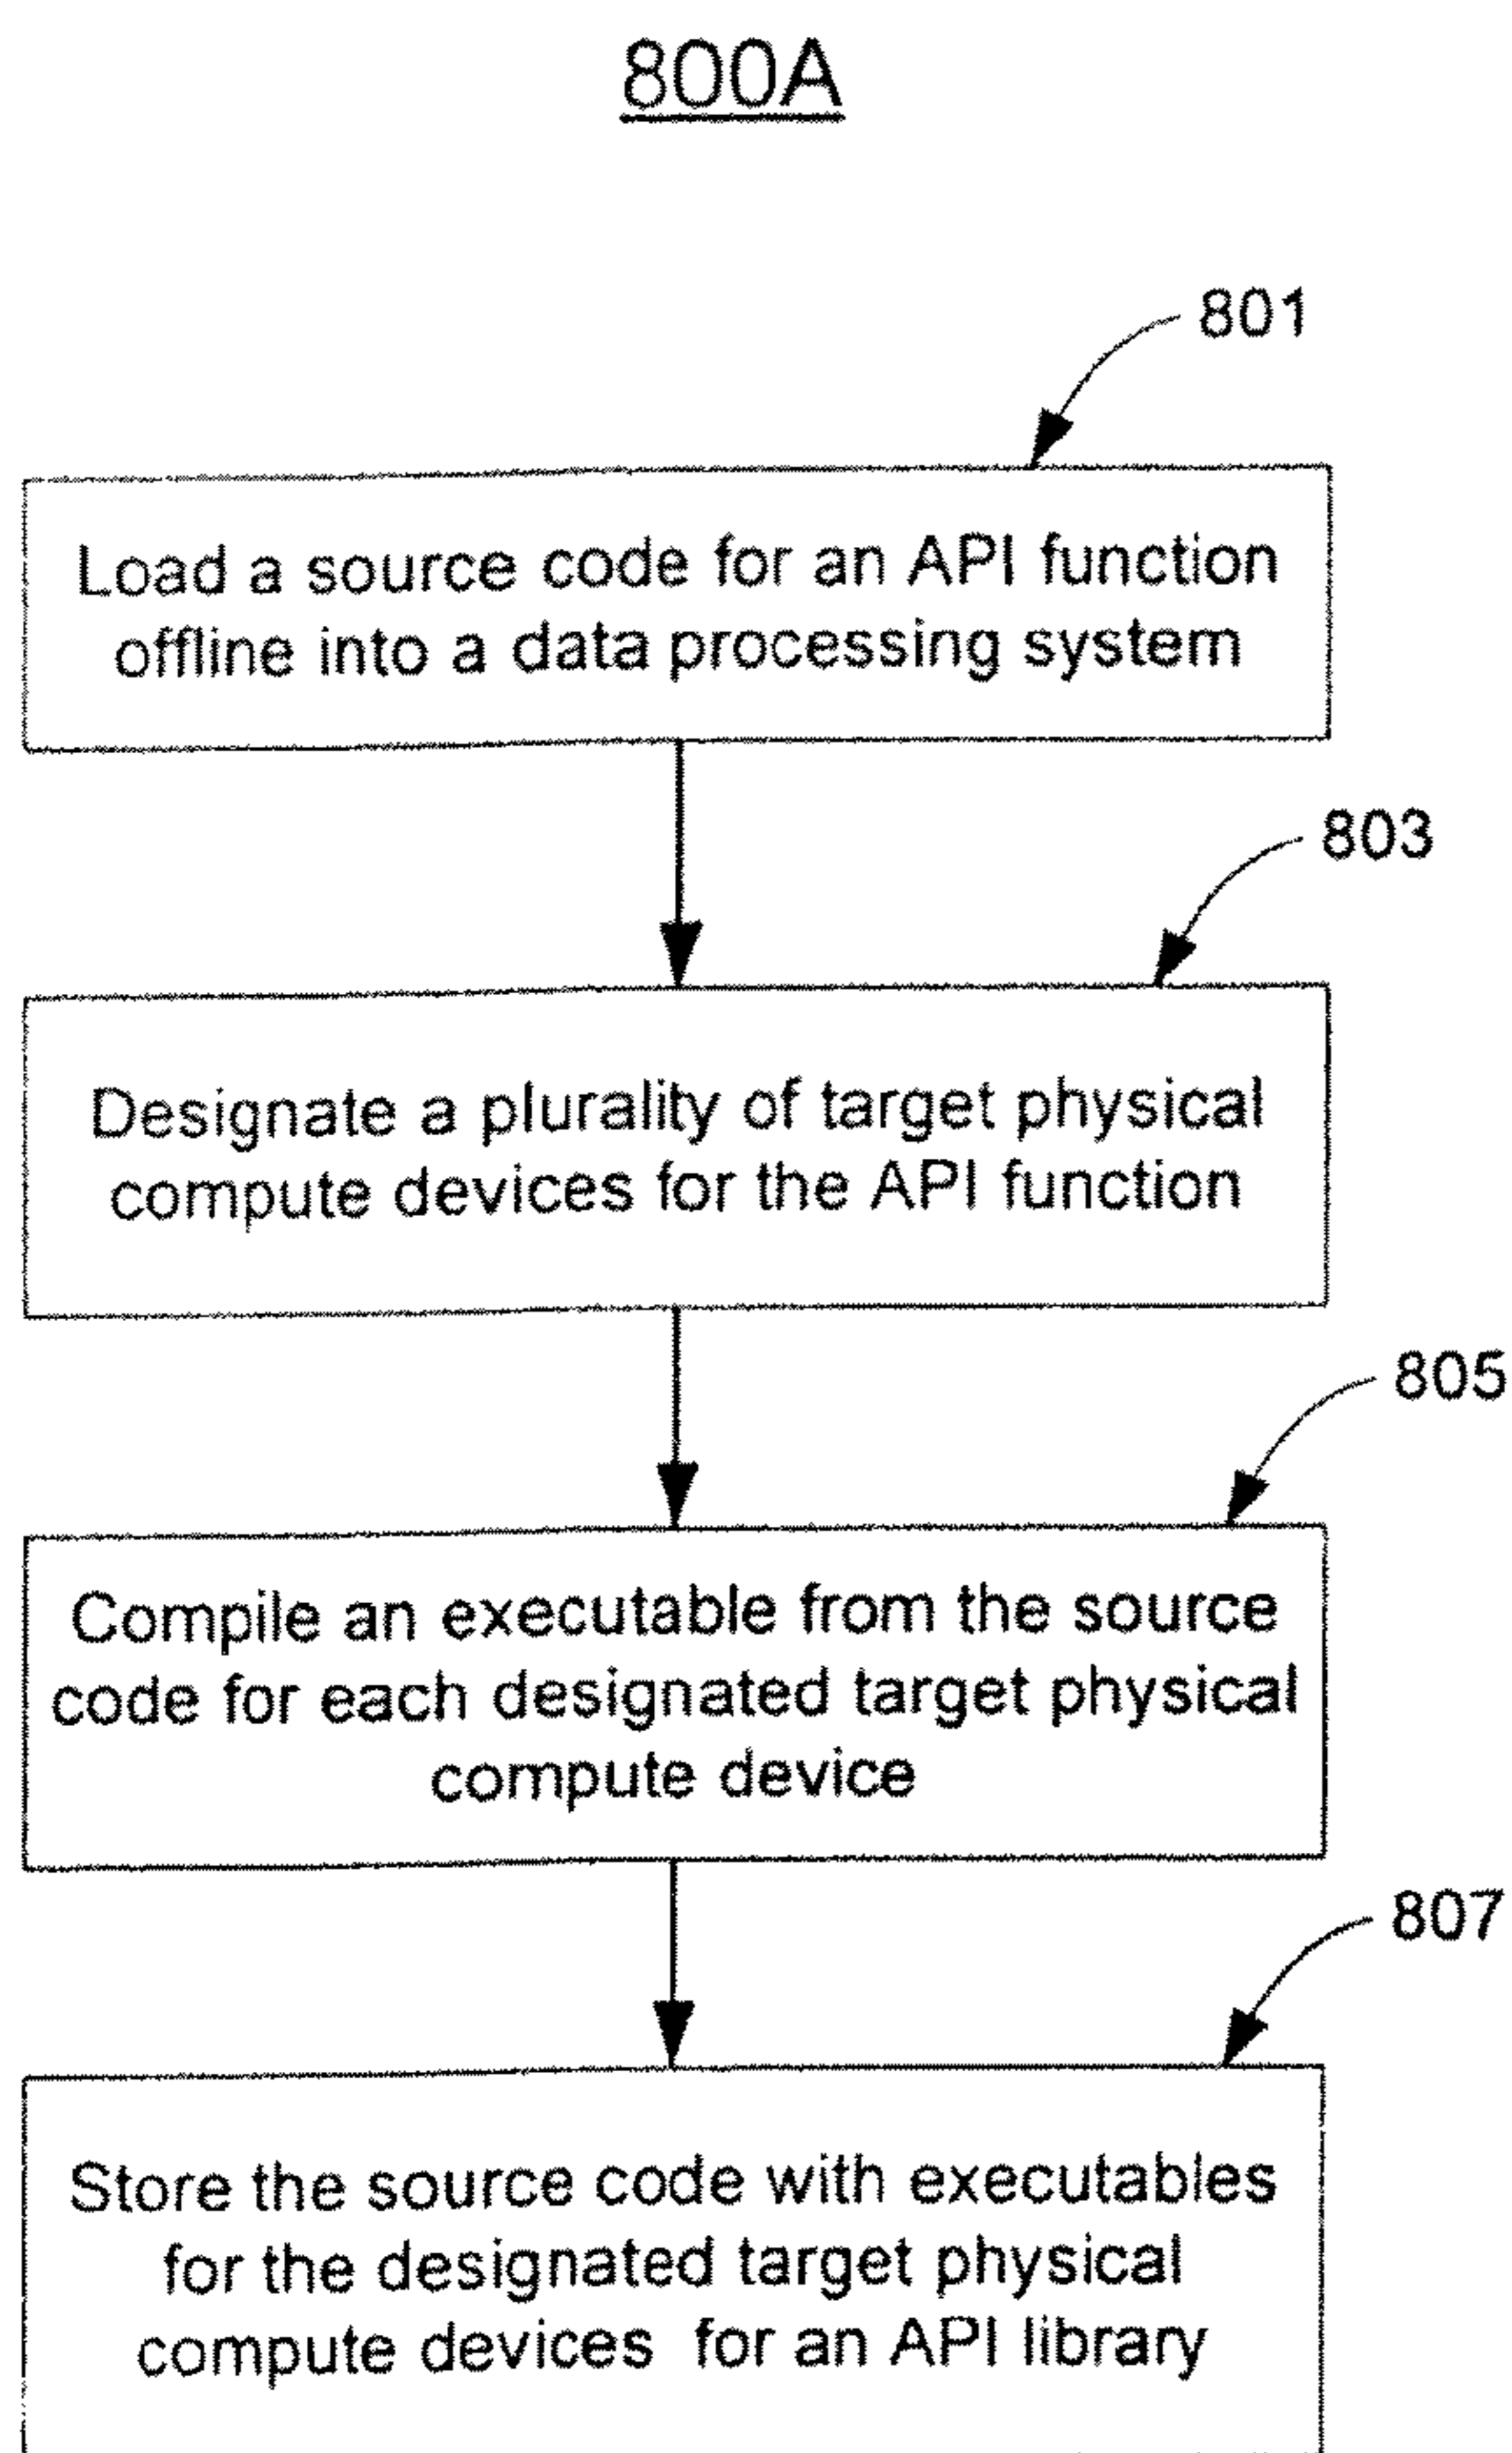 800A
801
Load a source code for an API function
offline into a data processing system
803
Designate a plurality of target physical
compute devices for the API function
805
Compile an executable from the source
code for each designated target physical
compute device
807
Store the source code with executables
for the designated target physical
compute devices for an API library